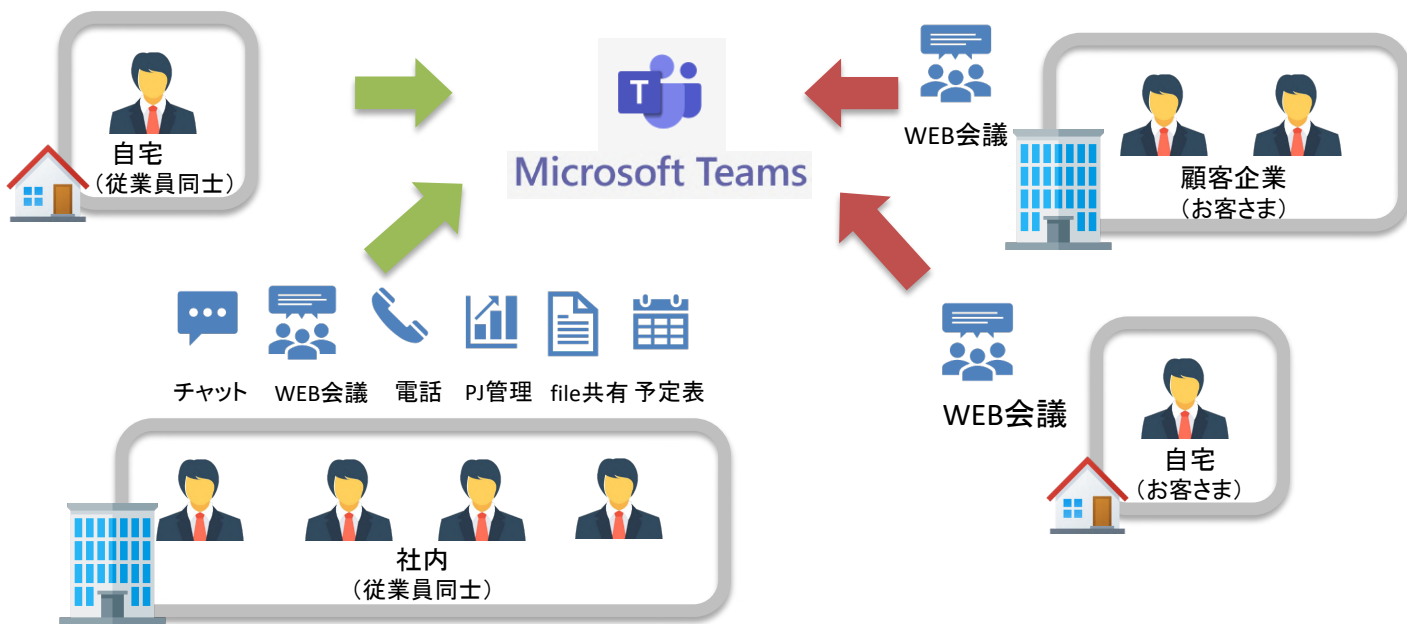 自宅
(従業員同士)
T
Microsoft Teams
WEB会議
顧客企業
(お客さま)
チャット
WEB会議
電話
PJ管理
file共有
予定表
WEB会議
自宅
(お客さま)
社内
(従業員同士)